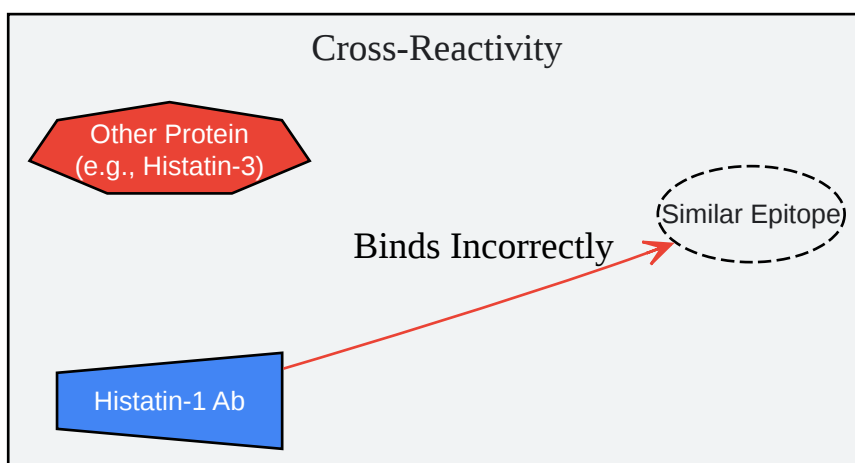 Cross-Reactivity
Other Protein
(e.g., Histatin-3)
Similar Epitope
Binds Incorrectly
Histatin-1 Ab